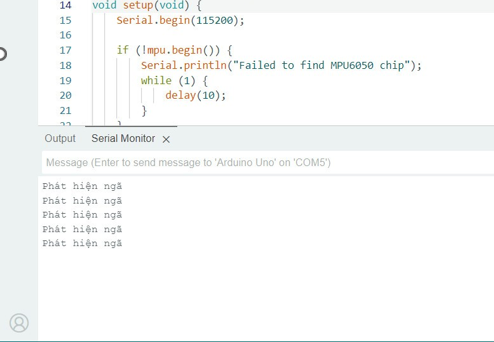 14 void setup(void) {
15 Serial.begin(115200);
16
17 if (!mpu.begin()) {
18 Serial.println("Failed to find MPU6050 chip");
19 while (1) {
20 delay(10);
21 }
22 }
Output Serial Monitor ×
Message (Enter to send message to 'Arduino Uno' on 'COM5')
Phát hiện ngã
Phát hiện ngã
Phát hiện ngã
Phát hiện ngã
Phát hiện ngã